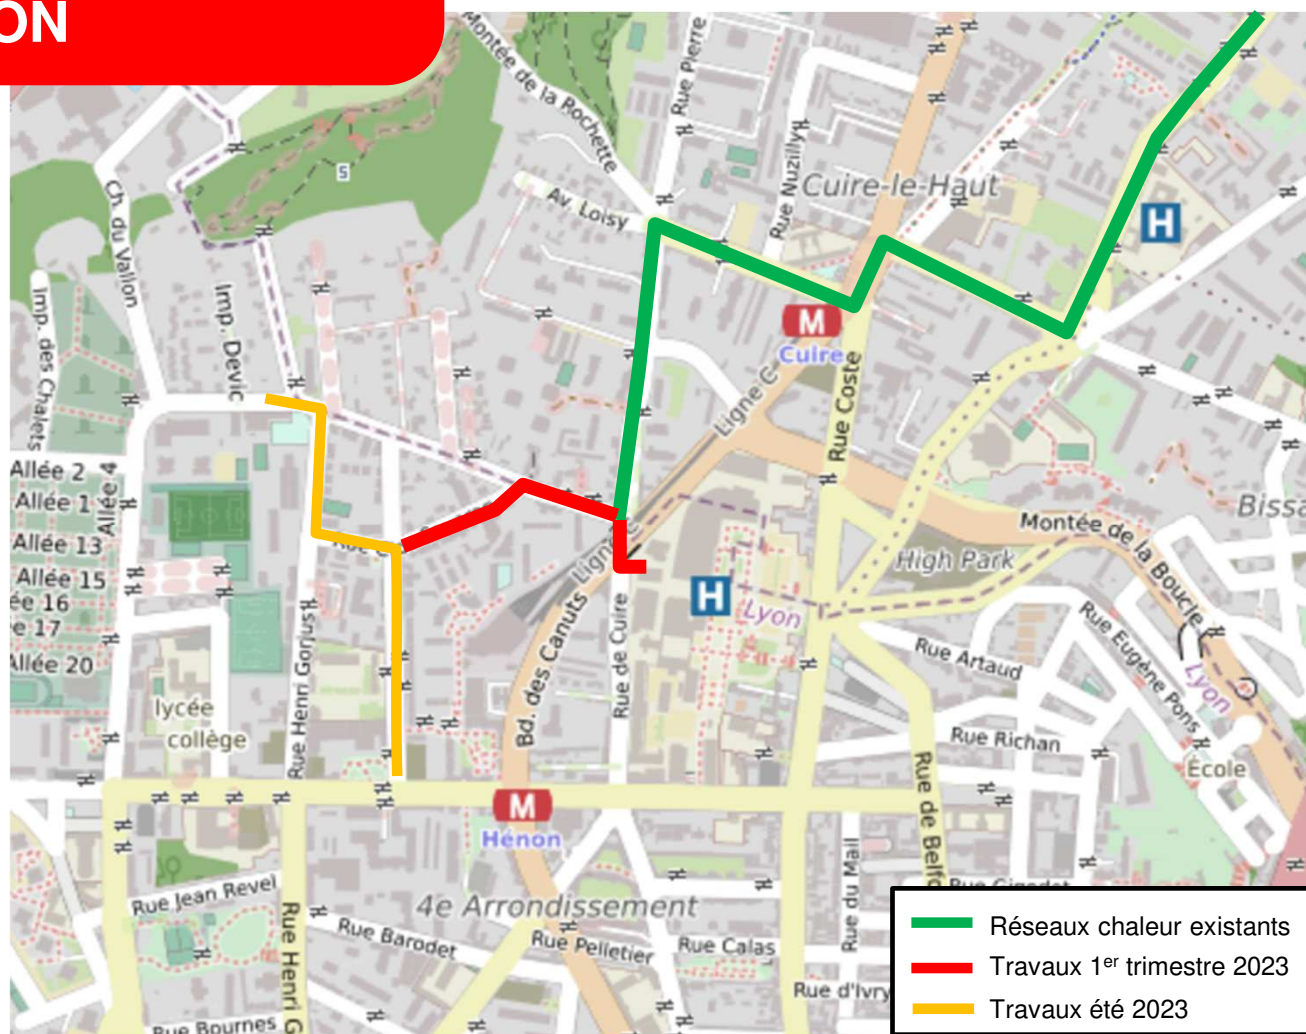 ON
Montée de la Rochette
Rue Pierre
Rue Nuzilly
Cuire-le-Haut
Av. Loisy
H
S
Ch. du Vallon
Imp. Devic
Imp. des Chalets
M
Cuire
Ligne C
Rue Coste
Allée 2
Allée 1
Allée 4
Allée 13
Allée 15
ée 16
e 17
Allée 20
Bissa
Montée de la Boucle
High Park
H
Lyon
Ligne
Bd. des Canuts
Rue de Cuire
Rue Henri Gorjus
Rue Artaud
Rue Eugène Pons
Lyon
lycée
collège
Rue Richan
École
Rue de Belfo
M
Hénon
Rue Jean Revel
4e Arrondissement
Rue du Mail
Rue Henri G
Rue Barodet
Rue Pelletier
Rue Calas
Rue d'Ivry
Rue Bournes
Réseaux chaleur existants
Travaux 1er trimestre 2023
Travaux été 2023